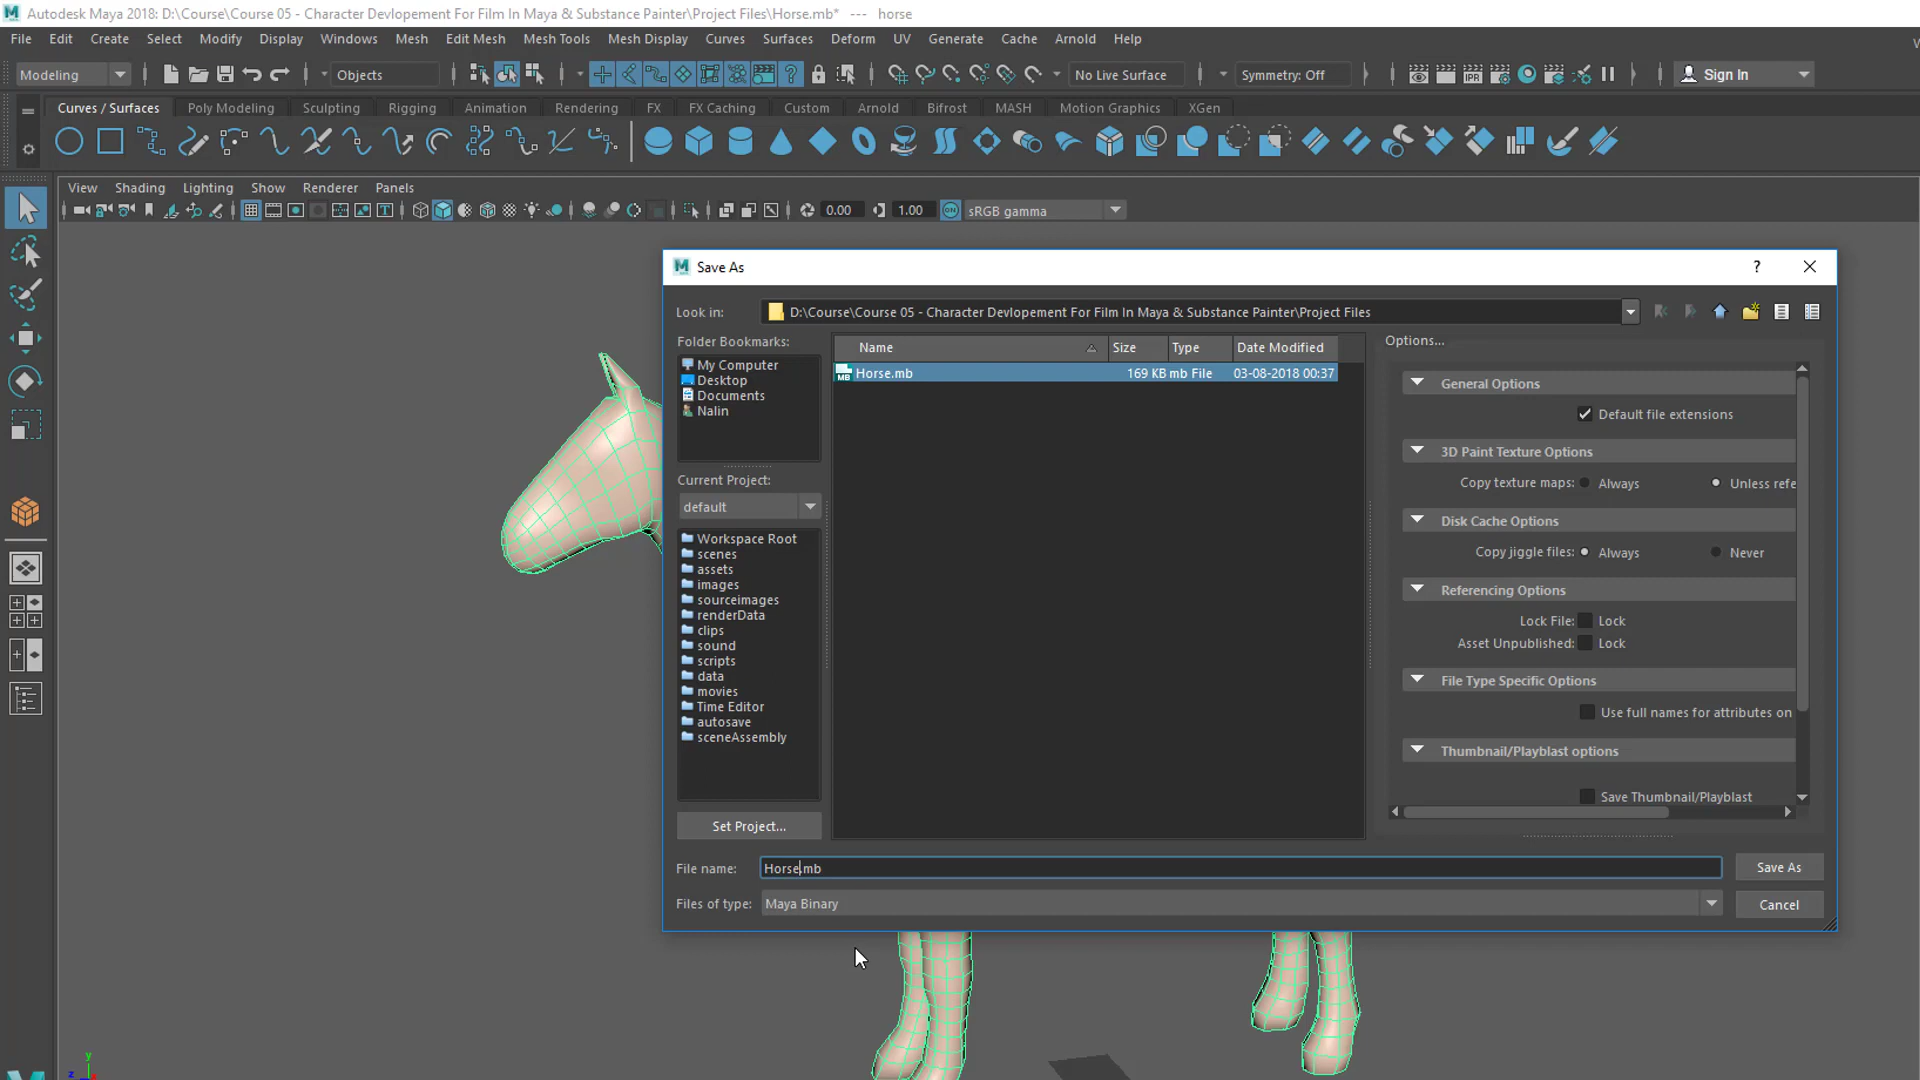 Autodesk Maya 2018: D:\Course\Course 05 - Character Devlopement For Film In Maya & Substance Painter\Project Files\Horse.mb* --- horse
File Edit Create Select Modify Display Windows Mesh Edit Mesh Mesh Tools Mesh Display Curves Surfaces Deform UV Generate Cache Arnold Help
Modeling Objects No Live Surface Symmetry: Off IPR Sign In
Curves / Surfaces Poly Modeling Sculpting Rigging Animation Rendering FX FX Caching Custom Arnold Bifrost MASH Motion Graphics XGen
View Shading Lighting Show Renderer Panels
0.00 1.00 ON sRGB gamma
Save As ?
Look in: D:\Course\Course 05 - Character Devlopement For Film In Maya & Substance Painter\Project Files
Folder Bookmarks:
My Computer
Desktop
Documents
Nalin
Current Project:
default
Workspace Root
scenes
assets
images
sourceimages
renderData
clips
sound
scripts
data
movies
Time Editor
autosave
sceneAssembly
Set Project...
Name Size Type Date Modified
MB Horse.mb 169 KB mb File 03-08-2018 00:37
Options...
General Options
Default file extensions
3D Paint Texture Options
Copy texture maps: Always Unless refe
Disk Cache Options
Copy jiggle files: Always Never
Referencing Options
Lock File: Lock
Asset Unpublished: Lock
File Type Specific Options
Use full names for attributes on
Thumbnail/Playblast options
Save Thumbnail/Playblast
File name: Horse.mb Save As
Files of type: Maya Binary Cancel
y
z